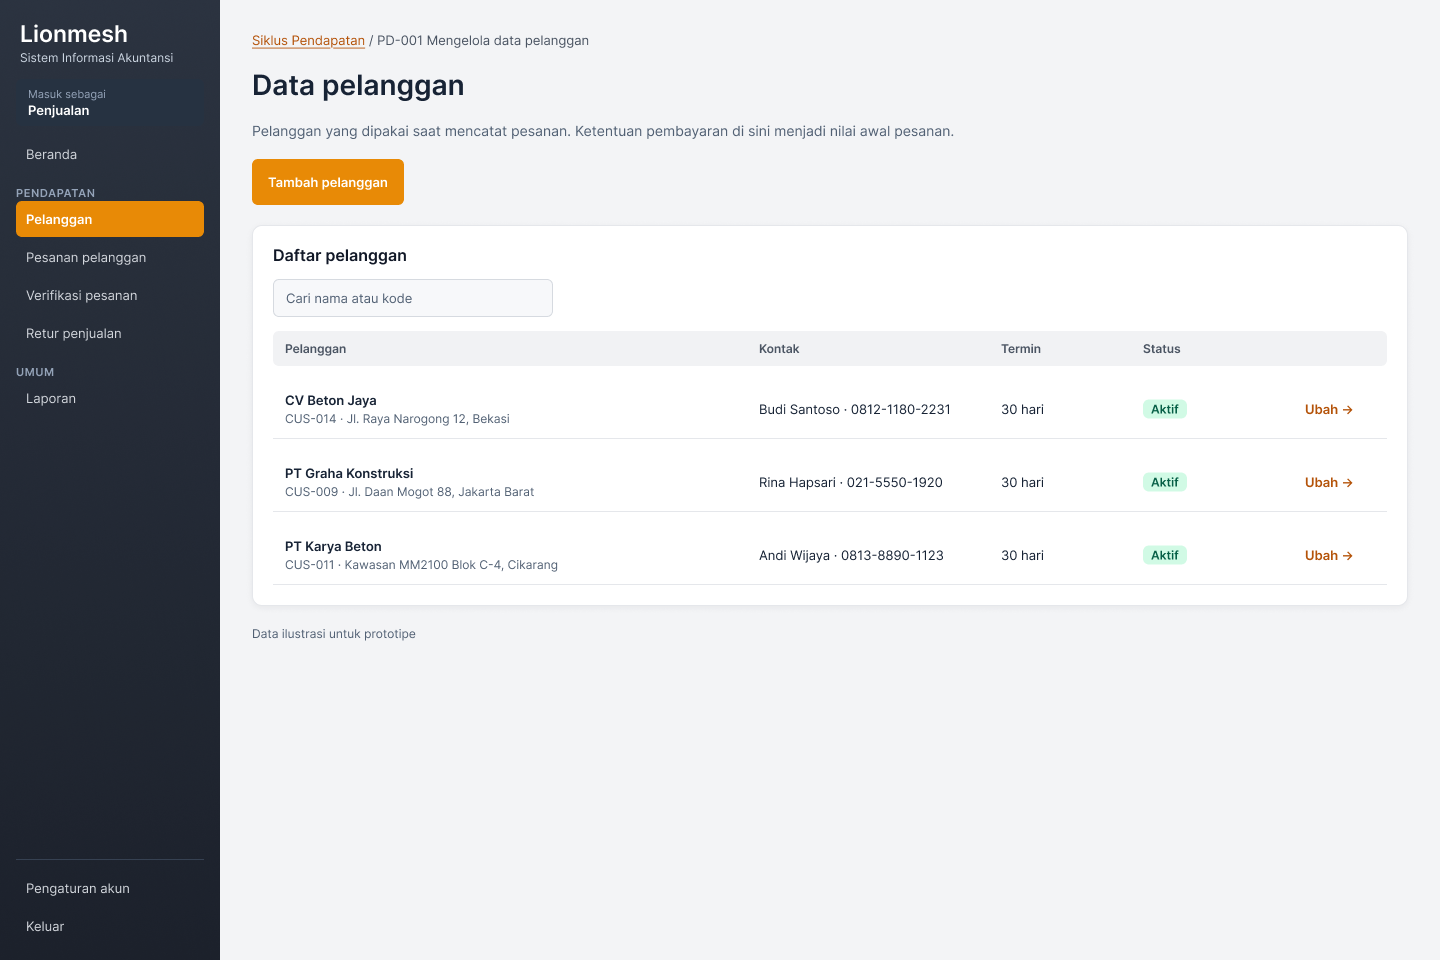 Lionmesh
Sistem Informasi Akuntansi
Masuk sebagai
Penjualan
Beranda
PENDAPATAN
Pelanggan
Pesanan pelanggan
Verifikasi pesanan
Retur penjualan
UMUM
Laporan
Pengaturan akun
Keluar
Siklus Pendapatan / PD-001 Mengelola data pelanggan
Data pelanggan
Pelanggan yang dipakai saat mencatat pesanan. Ketentuan pembayaran di sini menjadi nilai awal pesanan.
Tambah pelanggan
Daftar pelanggan
Cari nama atau kode
Pelanggan Kontak Termin Status
CV Beton Jaya
CUS-014 · Jl. Raya Narogong 12, Bekasi
Budi Santoso · 0812-1180-2231 30 hari Aktif Ubah →
PT Graha Konstruksi
CUS-009 · Jl. Daan Mogot 88, Jakarta Barat
Rina Hapsari · 021-5550-1920 30 hari Aktif Ubah →
PT Karya Beton
CUS-011 · Kawasan MM2100 Blok C-4, Cikarang
Andi Wijaya · 0813-8890-1123 30 hari Aktif Ubah →
Data ilustrasi untuk prototipe